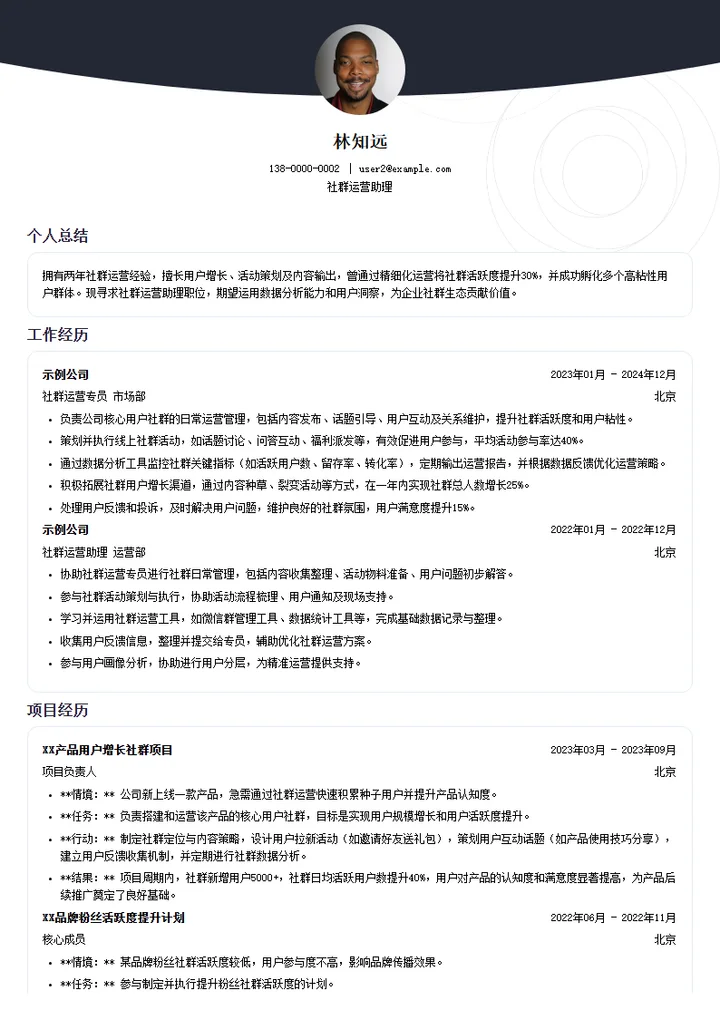 林知远
138-0000-0002 | user2@example.com
社群运营助理
个人总结
拥有两年社群运营经验，擅长用户增长、活动策划及内容输出，曾通过精细化运营将社群活跃度提升30%，并成功孵化多个高粘性用
户群体。现寻求社群运营助理职位，期望运用数据分析能力和用户洞察，为企业社群生态贡献价值。
工作经历
示例公司 2023年01月 - 2024年12月
社群运营专员 市场部 北京
• 负责公司核心用户社群的日常运营管理，包括内容发布、话题引导、用户互动及关系维护，提升社群活跃度和用户粘性。
• 策划并执行线上社群活动，如话题讨论、问答互动、福利派发等，有效促进用户参与，平均活动参与率达40%。
• 通过数据分析工具监控社群关键指标（如活跃用户数、留存率、转化率），定期输出运营报告，并根据数据反馈优化运营策略。
• 积极拓展社群用户增长渠道，通过内容种草、裂变活动等方式，在一年内实现社群总人数增长25%。
• 处理用户反馈和投诉，及时解决用户问题，维护良好的社群氛围，用户满意度提升15%。
示例公司 2022年01月 - 2022年12月
社群运营助理 运营部 北京
• 协助社群运营专员进行社群日常管理，包括内容收集整理、活动物料准备、用户问题初步解答。
• 参与社群活动策划与执行，协助活动流程梳理、用户通知及现场支持。
• 学习并运用社群运营工具，如微信群管理工具、数据统计工具等，完成基础数据记录与整理。
• 收集用户反馈信息，整理并提交给专员，辅助优化社群运营方案。
• 参与用户画像分析，协助进行用户分层，为精准运营提供支持。
项目经历
XX产品用户增长社群项目 2023年03月 - 2023年09月
项目负责人 北京
• **情境：** 公司新上线一款产品，急需通过社群运营快速积累种子用户并提升产品认知度。
• **任务：** 负责搭建和运营该产品的核心用户社群，目标是实现用户规模增长和用户活跃度提升。
• **行动：** 制定社群定位与内容策略，设计用户拉新活动（如邀请好友送礼包），策划用户互动话题（如产品使用技巧分享），
建立用户反馈收集机制，并定期进行社群数据分析。
• **结果：** 项目周期内，社群新增用户5000+，社群日均活跃用户数提升40%，用户对产品的认知度和满意度显著提高，为产品后
续推广奠定了良好基础。
XX品牌粉丝活跃度提升计划 2022年06月 - 2022年11月
核心成员 北京
• **情境：** 某品牌粉丝社群活跃度较低，用户参与度不高，影响品牌传播效果。
• **任务：** 参与制定并执行提升粉丝社群活跃度的计划。